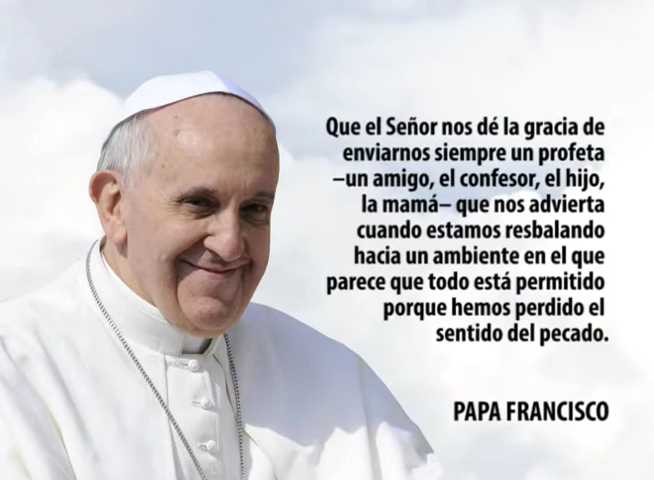 Que el Señor nos dé la gracia de
enviarnos siempre un profeta
–un amigo, el confesor, el hijo,
la mamá– que nos advierta
cuando estamos resbalando
hacia un ambiente en el que
parece que todo está permitido
porque hemos perdido el
sentido del pecado.
PAPA FRANCISCO